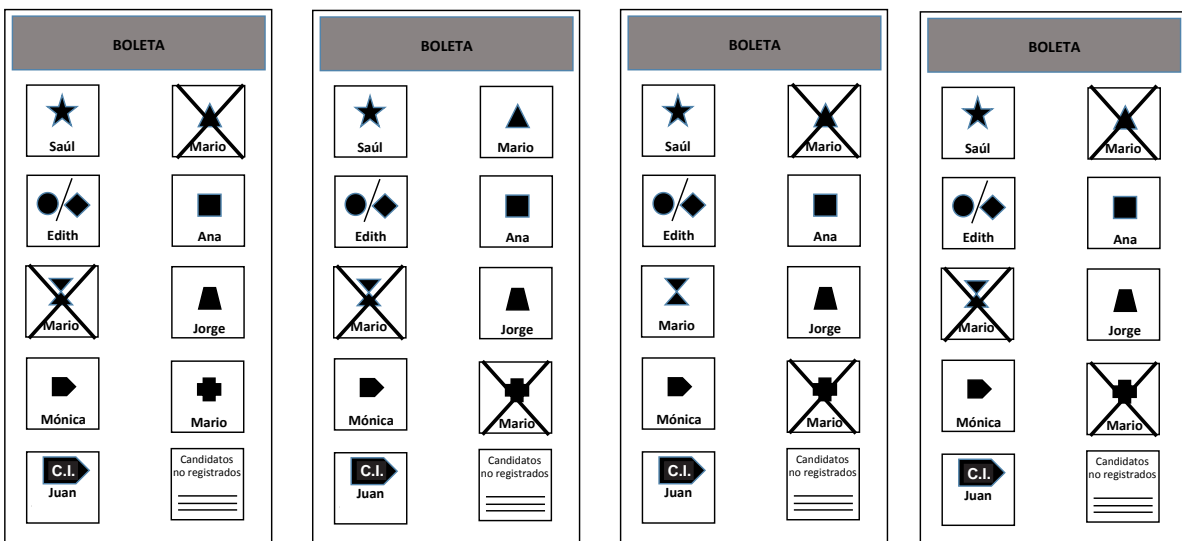 BOLETA
Saúl
Mario
Edith
Ana
Mario
Jorge
Mónica
Mario
C.I.
Juan
Candidatos
no registrados
BOLETA
Saúl
Mario
Edith
Ana
Mario
Jorge
Mónica
Mario
C.I.
Juan
Candidatos
no registrados
BOLETA
Saúl
Mario
Edith
Ana
Mario
Jorge
Mónica
Mario
C.I.
Juan
Candidatos
no registrados
BOLETA
Saúl
Mario
Edith
Ana
Mario
Jorge
Mónica
Mario
C.I.
Juan
Candidatos
no registrados